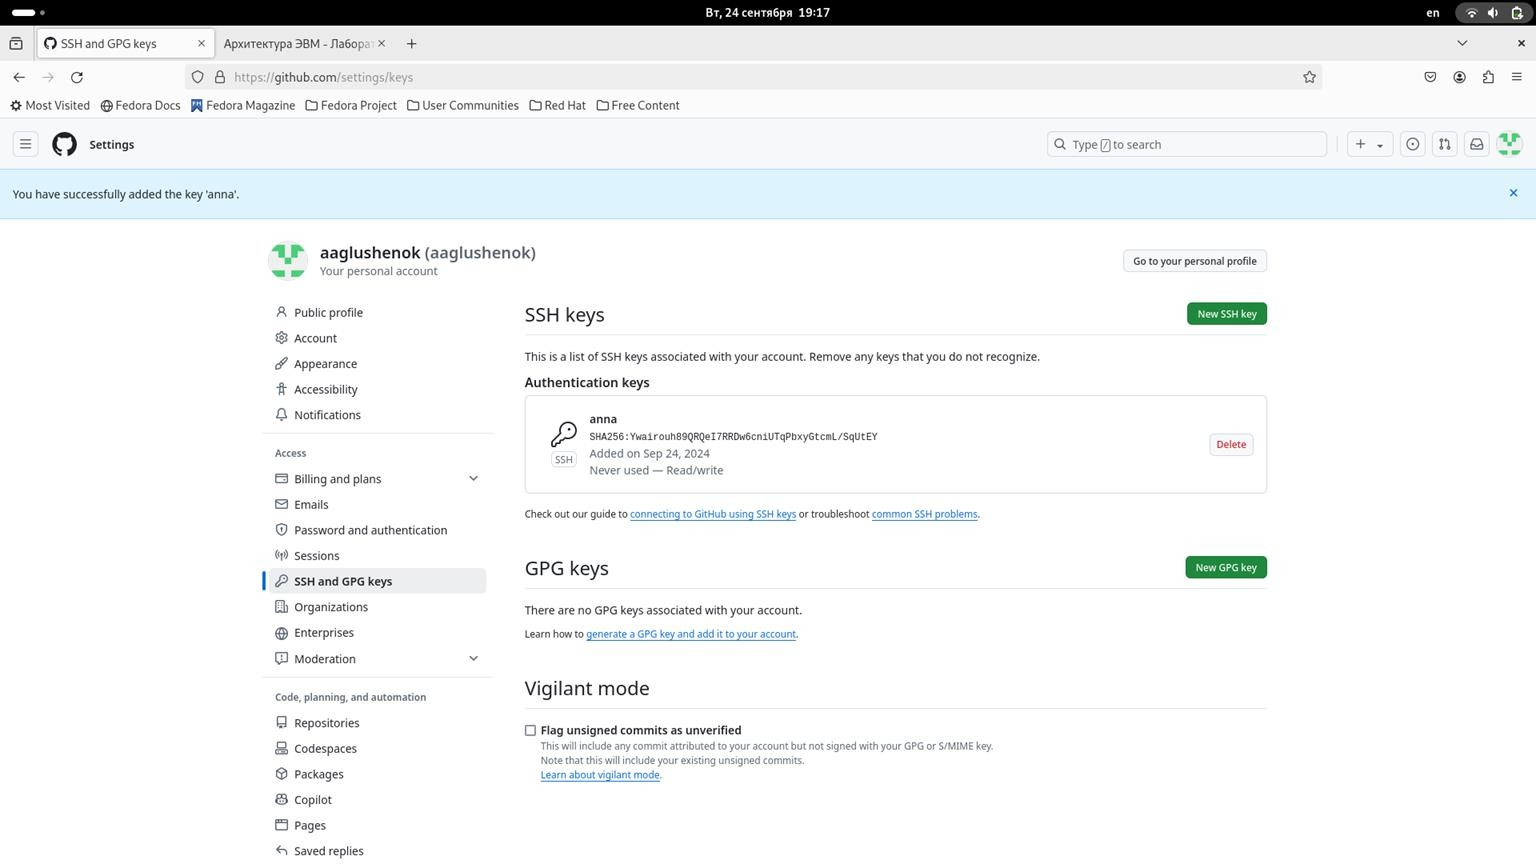 Вт, 24 сентября 19:17
en
SSH and GPG keys
Архитектура ЭВМ - Лабора
https://github.com/settings/keys
Most Visited
Fedora Docs
Fedora Magazine
Fedora Project
User Communities
Red Hat
Free Content
Settings
Type / to search
You have successfully added the key 'anna'.
aaglushenok (aaglushenok)
Your personal account
Go to your personal profile
Public profile
Account
Appearance
Accessibility
Notifications
Access
Billing and plans
Emails
Password and authentication
Sessions
SSH and GPG keys
Organizations
Enterprises
Moderation
Code, planning, and automation
Repositories
Codespaces
Packages
Copilot
Pages
Saved replies
SSH keys
New SSH key
This is a list of SSH keys associated with your account. Remove any keys that you do not recognize.
Authentication keys
anna
SHA256:Ywairouh89QRQeI7RRDw6cniUTqPbxyGtcmL/SqUtEY
Added on Sep 24, 2024
Never used — Read/write
SSH
Delete
Check out our guide to connecting to GitHub using SSH keys or troubleshoot common SSH problems.
GPG keys
New GPG key
There are no GPG keys associated with your account.
Learn how to generate a GPG key and add it to your account.
Vigilant mode
Flag unsigned commits as unverified
This will include any commit attributed to your account but not signed with your GPG or S/MIME key.
Note that this will include your existing unsigned commits.
Learn about vigilant mode.